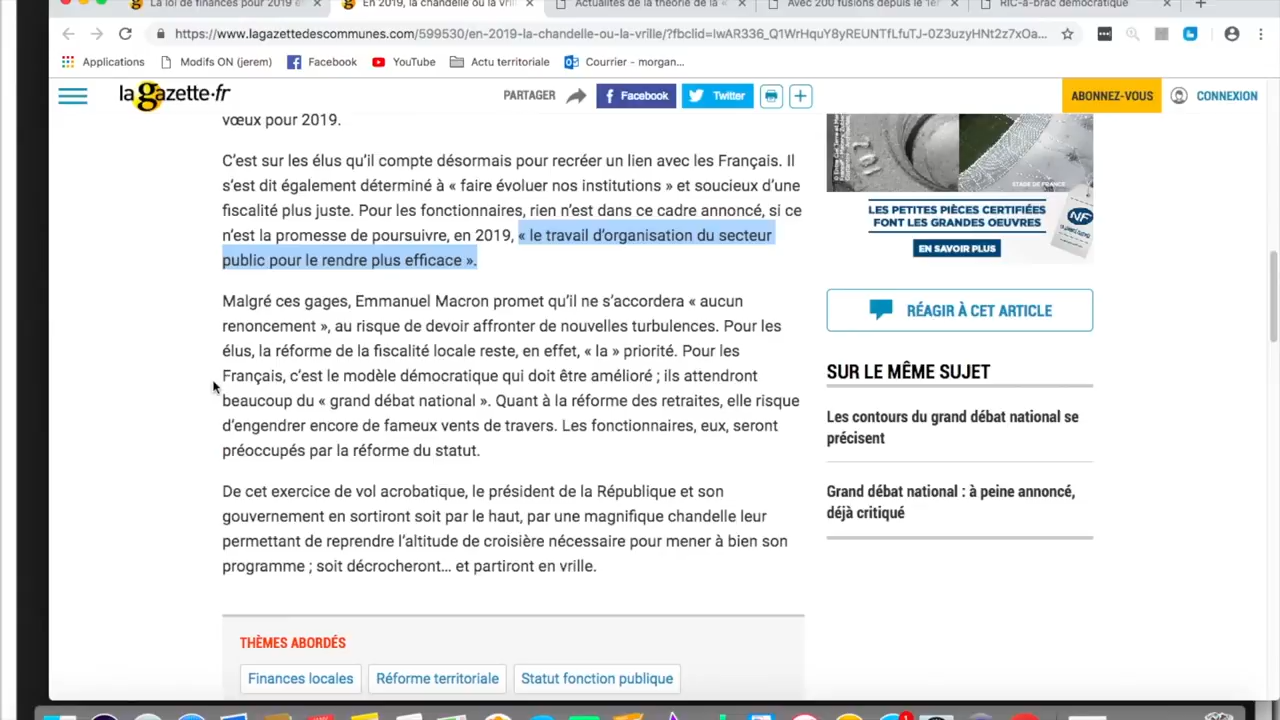 La loi de finances pour 2019 e
En 2019, la chandelle ou la vril
Actualités de la théorie de la «
Avec 200 fusions depuis le 1er
RIC-à-brac démocratique
https://www.lagazettedescommunes.com/599530/en-2019-la-chandelle-ou-la-vrille/?fbclid=IwAR336_Q1WrHquY8yREUNTfLfuTJ-0Z3uzyHNt2z7xOa...
Applications
Modifs ON (jerem)
Facebook
YouTube
Actu territoriale
Courrier - morgan...
la gazette.fr
PARTAGER
Facebook
Twitter
ABONNEZ-VOUS
CONNEXION
vœux pour 2019.
C’est sur les élus qu’il compte désormais pour recréer un lien avec les Français. Il
s’est dit également déterminé à « faire évoluer nos institutions » et soucieux d’une
fiscalité plus juste. Pour les fonctionnaires, rien n’est dans ce cadre annoncé, si ce
n’est la promesse de poursuivre, en 2019, « le travail d’organisation du secteur
public pour le rendre plus efficace ».
Malgré ces gages, Emmanuel Macron promet qu’il ne s’accordera « aucun
renoncement », au risque de devoir affronter de nouvelles turbulences. Pour les
élus, la réforme de la fiscalité locale reste, en effet, « la » priorité. Pour les
Français, c’est le modèle démocratique qui doit être amélioré ; ils attendront
beaucoup du « grand débat national ». Quant à la réforme des retraites, elle risque
d’engendrer encore de fameux vents de travers. Les fonctionnaires, eux, seront
préoccupés par la réforme du statut.
De cet exercice de vol acrobatique, le président de la République et son
gouvernement en sortiront soit par le haut, par une magnifique chandelle leur
permettant de reprendre l’altitude de croisière nécessaire pour mener à bien son
programme ; soit décrocheront… et partiront en vrille.
THÈMES ABORDÉS
Finances locales
Réforme territoriale
Statut fonction publique
STADE DE FRANCE
LES PETITES PIÈCES CERTIFIÉES
FONT LES GRANDES OEUVRES
EN SAVOIR PLUS
NF
RÉAGIR À CET ARTICLE
SUR LE MÊME SUJET
Les contours du grand débat national se
précisent
Grand débat national : à peine annoncé,
déjà critiqué